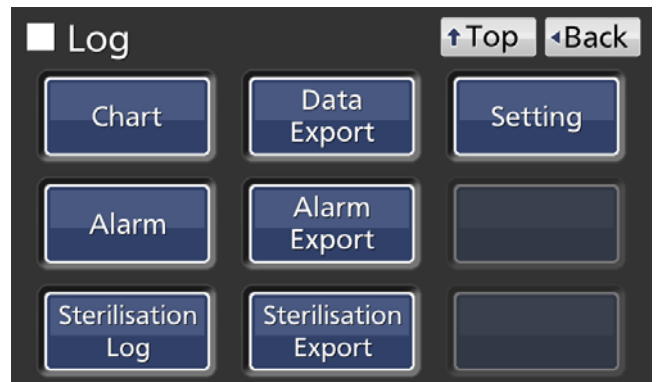 Log
↑Top
◂Back
Chart
Data
Export
Setting
Alarm
Alarm
Export
Sterilisation
Log
Sterilisation
Export